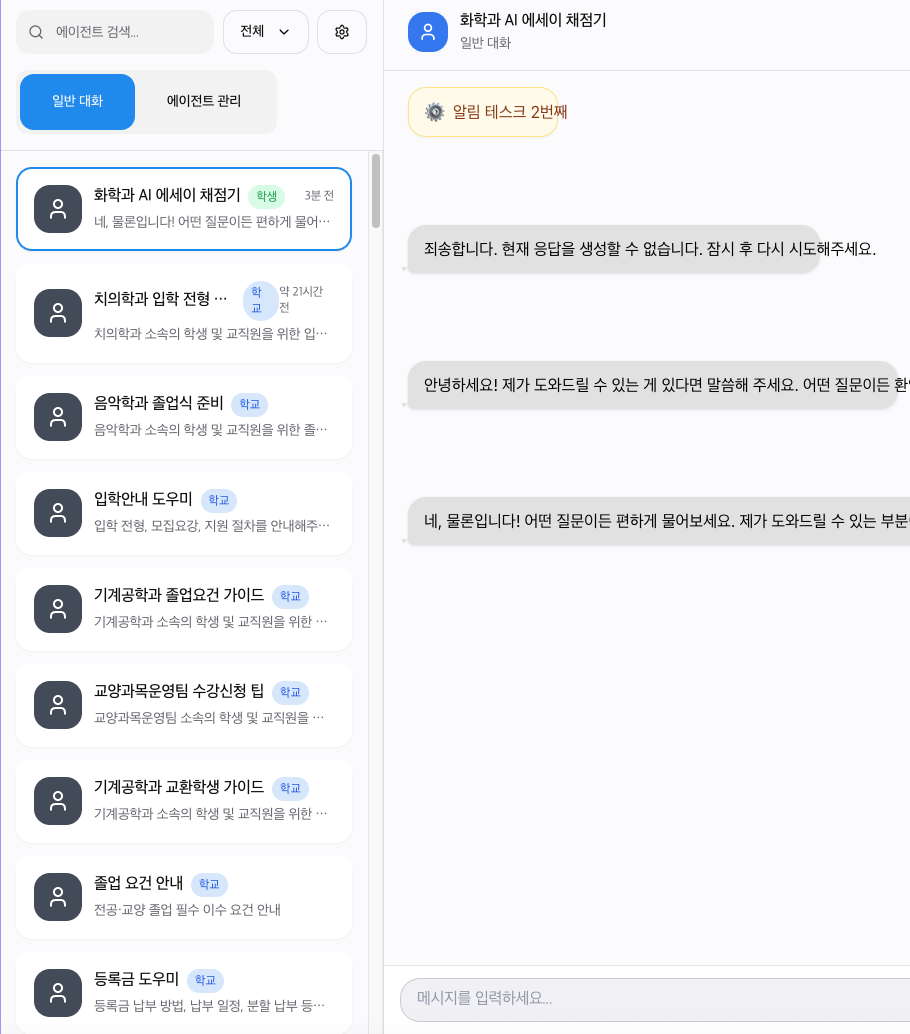 에이전트 검색...
전체
일반 대화
에이전트 관리
화학과 AI 에세이 채점기
학생
3분 전
네, 물론입니다! 어떤 질문이든 편하게 물어…
치의학과 입학 전형 …
학
교
약 21시간
전
치의학과 소속의 학생 및 교직원을 위한 입…
음악학과 졸업식 준비
학교
음악학과 소속의 학생 및 교직원을 위한 졸…
입학안내 도우미
학교
입학 전형, 모집요강, 지원 절차를 안내해주…
기계공학과 졸업요건 가이드
학교
기계공학과 소속의 학생 및 교직원을 위한 …
교양과목운영팀 수강신청 팁
학교
교양과목운영팀 소속의 학생 및 교직원을 …
기계공학과 교환학생 가이드
학교
기계공학과 소속의 학생 및 교직원을 위한 …
졸업 요건 안내
학교
전공·교양 졸업 필수 이수 요건 안내
등록금 도우미
학교
등록금 납부 방법, 납부 일정, 분할 납부 등…
화학과 AI 에세이 채점기
일반 대화
알림 테스크 2번째
죄송합니다. 현재 응답을 생성할 수 없습니다. 잠시 후 다시 시도해주세요.
안녕하세요! 제가 도와드릴 수 있는 게 있다면 말씀해 주세요. 어떤 질문이든 환
네, 물론입니다! 어떤 질문이든 편하게 물어보세요. 제가 도와드릴 수 있는 부분
메시지를 입력하세요...